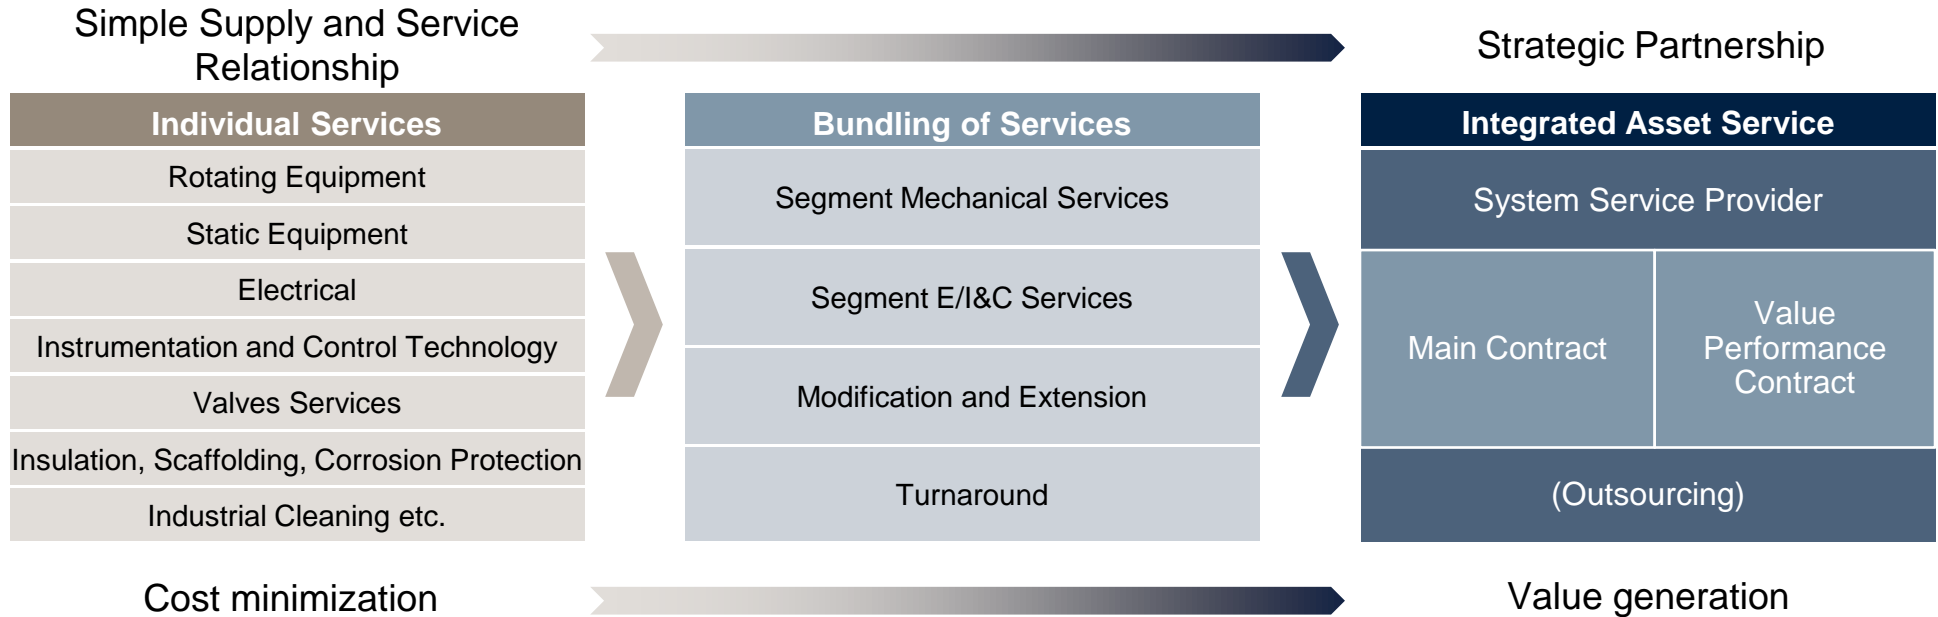 Simple Supply and Service
Relationship
Strategic Partnership
Individual Services
Rotating Equipment
Static Equipment
Electrical
Instrumentation and Control Technology
Valves Services
Insulation, Scaffolding, Corrosion Protection
Industrial Cleaning etc.
Bundling of Services
Segment Mechanical Services
Segment E/I&C Services
Modification and Extension
Turnaround
Integrated Asset Service
System Service Provider
Main Contract
Value
Performance
Contract
(Outsourcing)
Cost minimization
Value generation